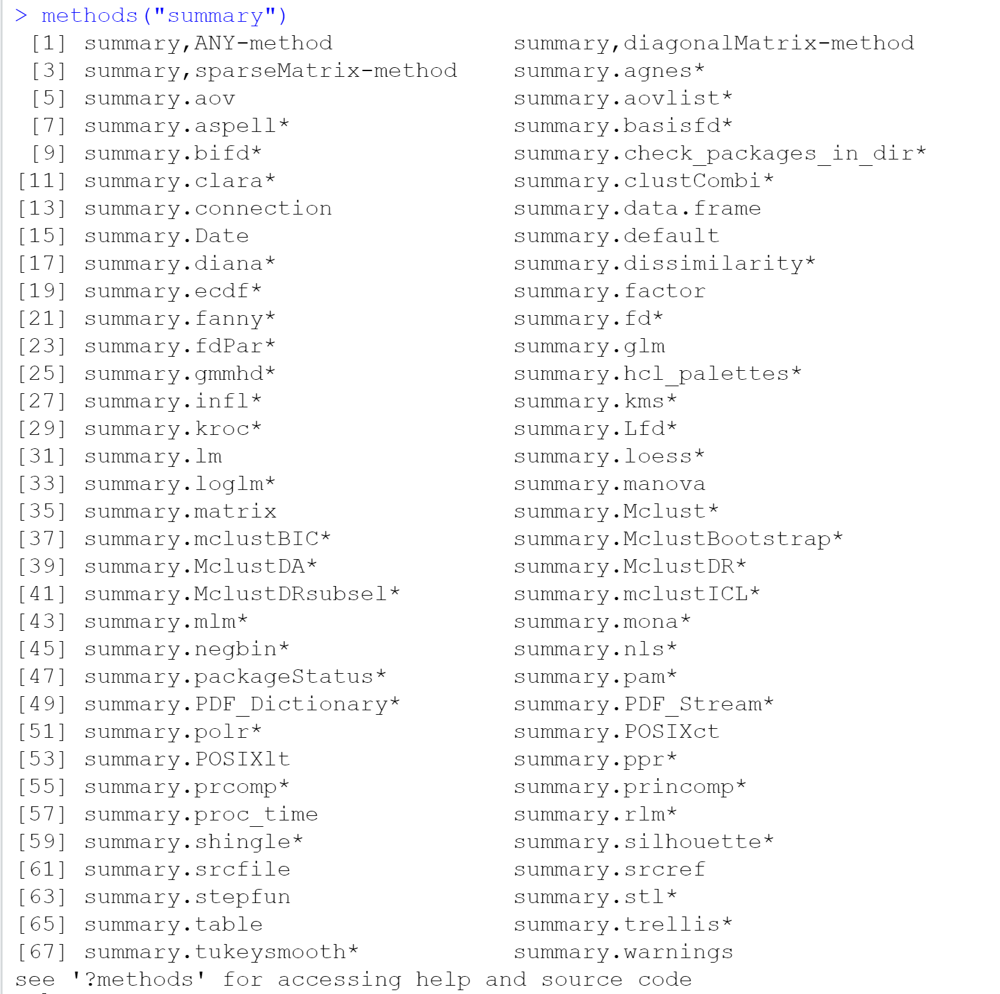 > methods("summary")
[1] summary,ANY-method summary,diagonalMatrix-method
[3] summary,sparseMatrix-method summary.agnes*
[5] summary.aov summary.aovlist*
[7] summary.aspell* summary.basisfd*
[9] summary.bifd* summary.check_packages_in_dir*
[11] summary.clara* summary.clustCombi*
[13] summary.connection summary.data.frame
[15] summary.Date summary.default
[17] summary.diana* summary.dissimilarity*
[19] summary.ecdf* summary.factor
[21] summary.fanny* summary.fd*
[23] summary.fdPar* summary.glm
[25] summary.gmmhd* summary.hcl_palettes*
[27] summary.infl* summary.kms*
[29] summary.kroc* summary.Lfd*
[31] summary.lm summary.loess*
[33] summary.loglm* summary.manova
[35] summary.matrix summary.Mclust*
[37] summary.mclustBIC* summary.MclustBootstrap*
[39] summary.MclustDA* summary.MclustDR*
[41] summary.MclustDRsubsel* summary.mclustICL*
[43] summary.mlm* summary.mona*
[45] summary.negbin* summary.nls*
[47] summary.packageStatus* summary.pam*
[49] summary.PDF_Dictionary* summary.PDF_Stream*
[51] summary.polr* summary.POSIXct
[53] summary.POSIXlt summary.ppr*
[55] summary.prcomp* summary.princomp*
[57] summary.proc_time summary.rlm*
[59] summary.shingle* summary.silhouette*
[61] summary.srcfile summary.srcref
[63] summary.stepfun summary.stl*
[65] summary.table summary.trellis*
[67] summary.tukeysmooth* summary.warnings
see '?methods' for accessing help and source code